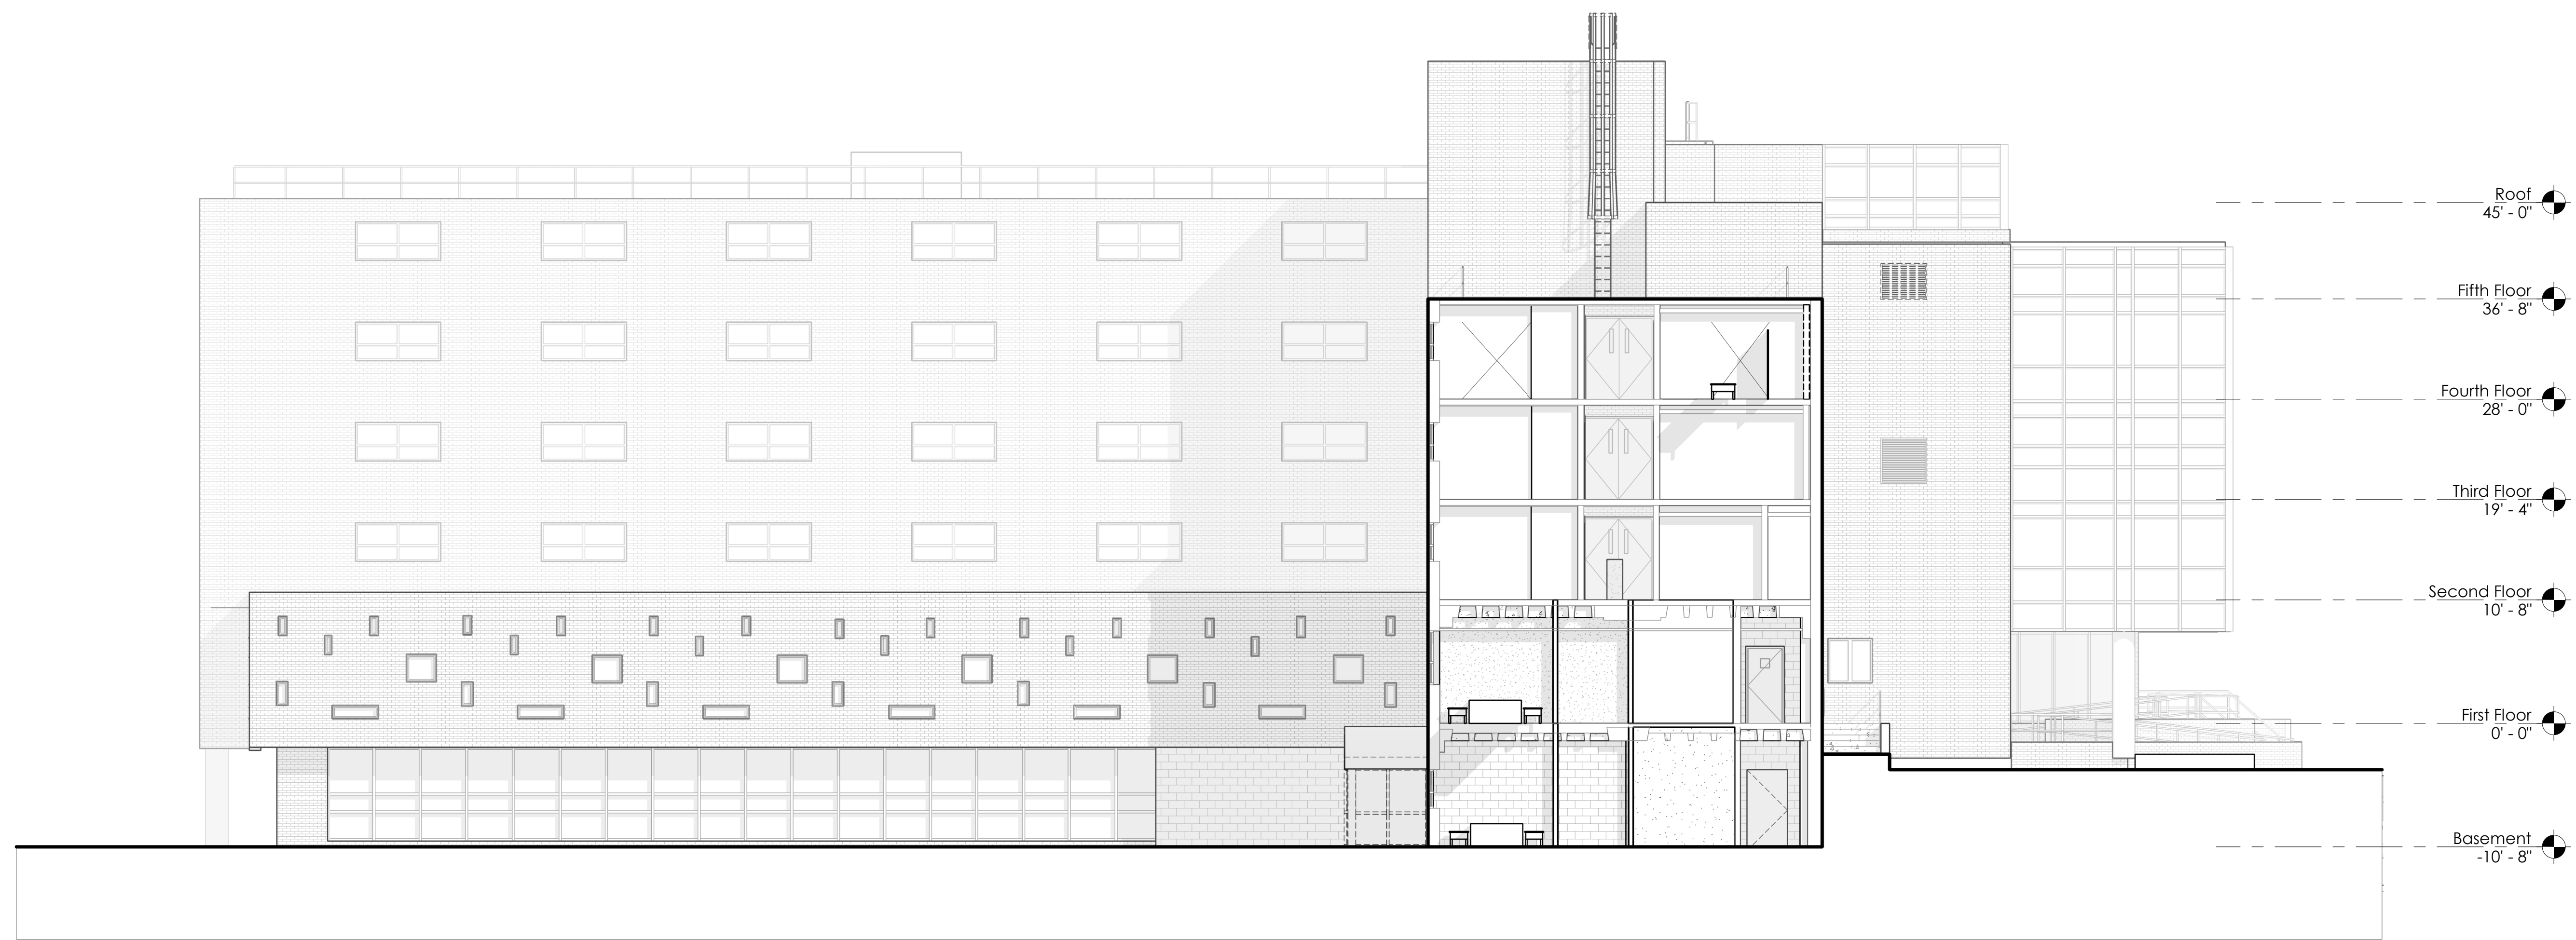 Roof
45' - 0"
Fifth Floor
36' - 8"
Fourth Floor
28' - 0"
Third Floor
19' - 4"
Second Floor
10' - 8"
First Floor
0' - 0"
Basement
-10' - 8"